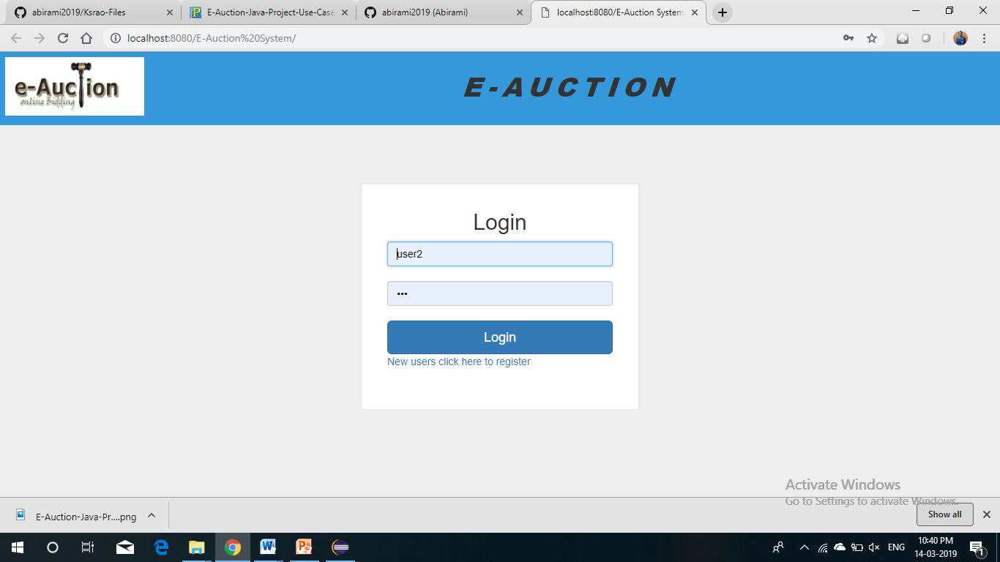 abirami2019/Ksrao-Files
E-Auction-Java-Project-Use-Case
abirami2019 (Abirami)
localhost:8080/E-Auction System
localhost:8080/E-Auction%20System/
e-Auction
online Bidding
E-AUCTION
Login
user2
•••
Login
New users click here to register
Activate Windows
Go to Settings to activate Windows.
E-Auction-Java-Pr....png
Show all
ENG
10:40 PM
14-03-2019
1